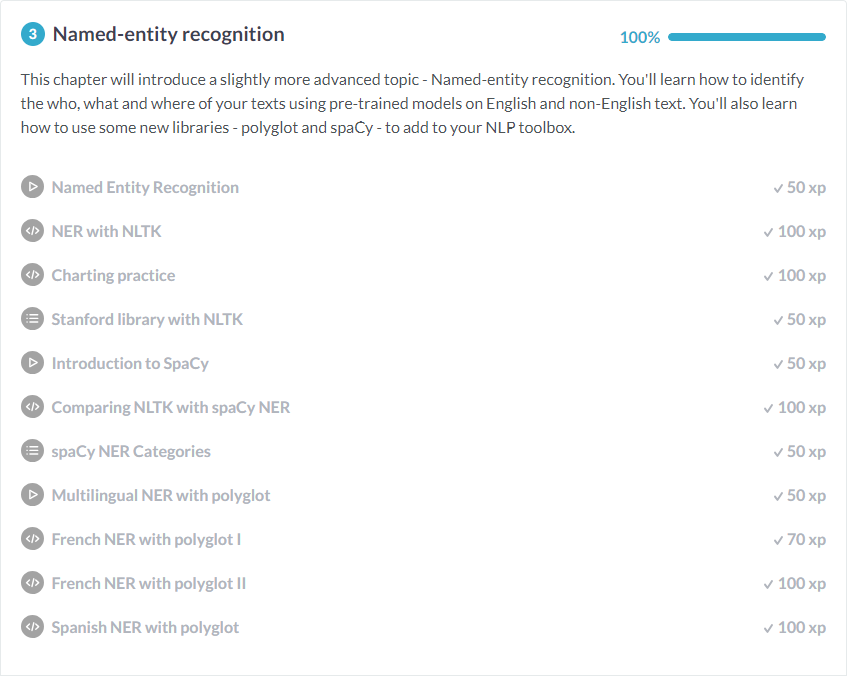 3 Named-entity recognition 100%
This chapter will introduce a slightly more advanced topic - Named-entity recognition. You'll learn how to identify
the who, what and where of your texts using pre-trained models on English and non-English text. You'll also learn
how to use some new libraries - polyglot and spaCy - to add to your NLP toolbox.
Named Entity Recognition ✓ 50 xp
</> NER with NLTK ✓ 100 xp
</> Charting practice ✓ 100 xp
Stanford library with NLTK ✓ 50 xp
Introduction to SpaCy ✓ 50 xp
</> Comparing NLTK with spaCy NER ✓ 100 xp
spaCy NER Categories ✓ 50 xp
Multilingual NER with polyglot ✓ 50 xp
</> French NER with polyglot I ✓ 70 xp
</> French NER with polyglot II ✓ 100 xp
</> Spanish NER with polyglot ✓ 100 xp